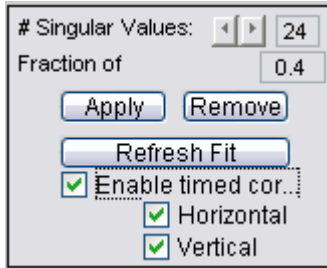 # Singular Values: 24
Fraction of 0.4
Apply Remove
Refresh Fit
Enable timed cor...
Horizontal
Vertical